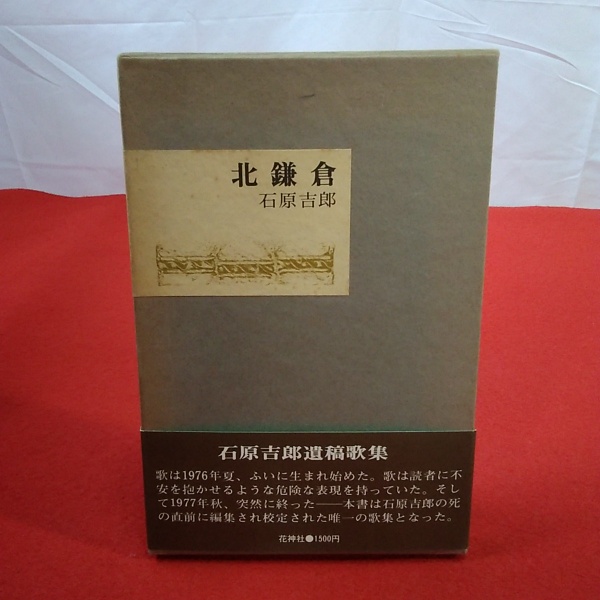 北鎌倉
石原吉郎
石原吉郎遺稿歌集
歌は1976年夏、ふいに生まれ始めた。歌は読者に不
安を抱かせるような危険な表現を持っていた。そし
て1977年秋、突然に終った──本書は石原吉郎の死
の直前に編集され校定された唯一の歌集となった。
花神社●1500円